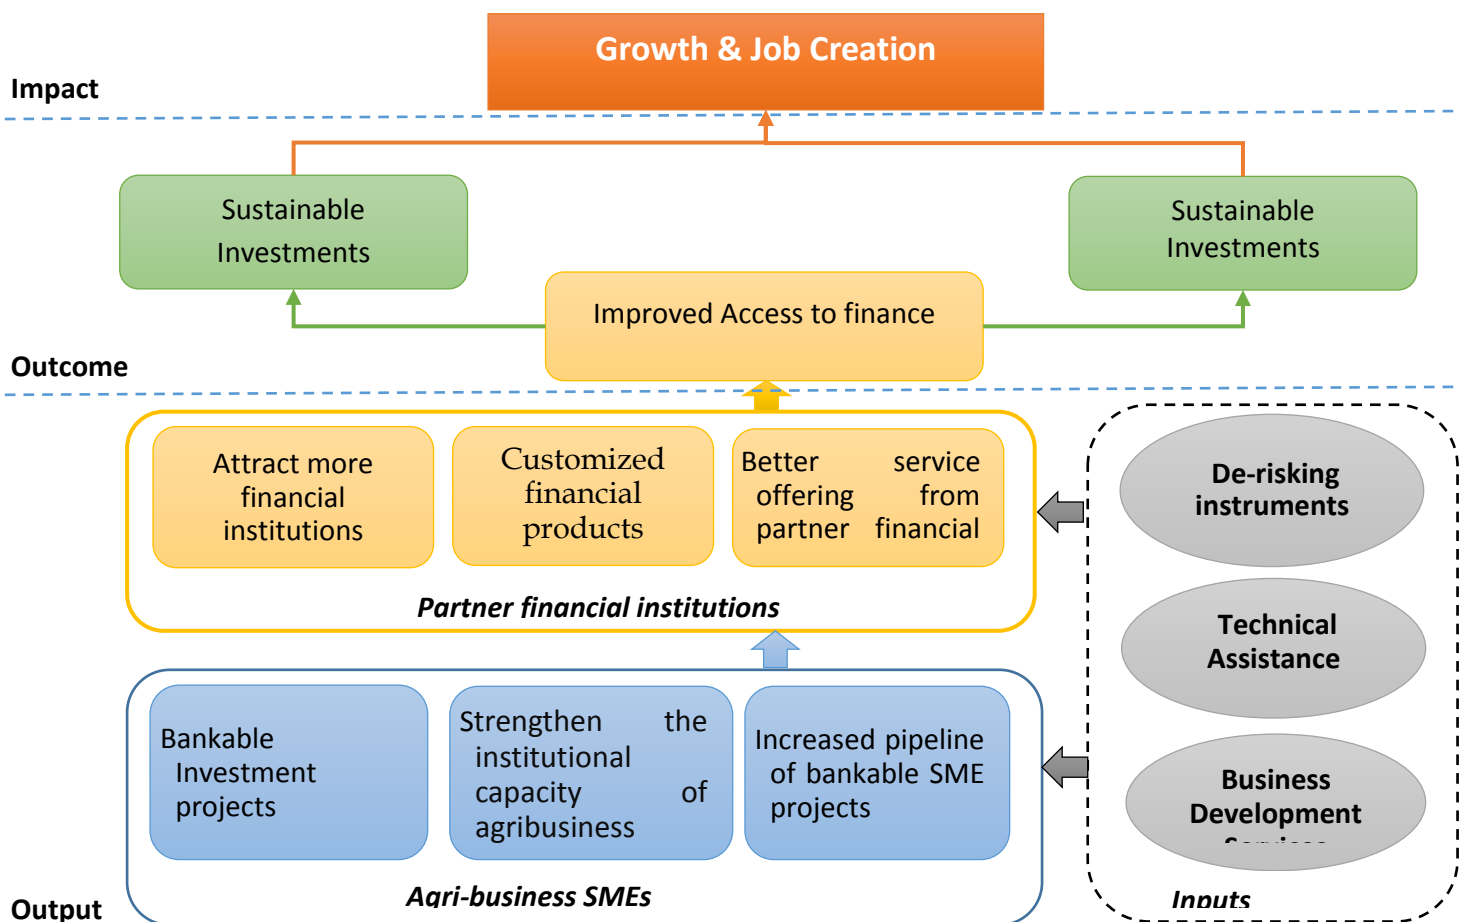 Growth & Job Creation
Impact
Sustainable
Investments
Sustainable
Investments
Improved Access to finance
Outcome
Attract more
financial
institutions
Customized
financial
products
Better service
offering from
partner financial
Partner financial institutions
De-risking
instruments
Technical
Assistance
Business
Development
Services
Inputs
Bankable
Investment
projects
Strengthen the
institutional
capacity of
agribusiness
Increased pipeline
of bankable SME
projects
Agri-business SMEs
Output